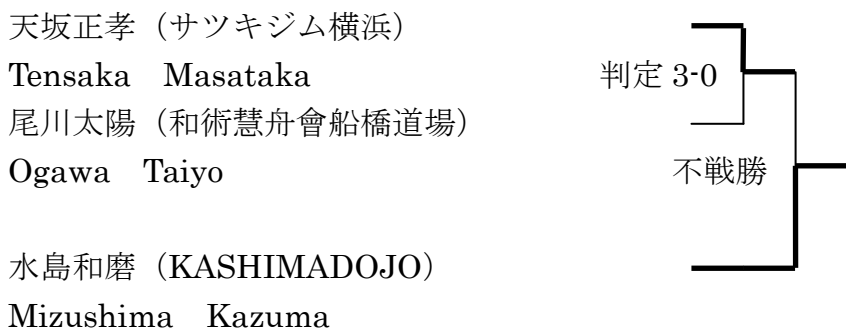 天坂正孝（サツキジム横浜）
Tensaka　Masataka
判定 3-0
尾川太陽（和術慧舟會船橋道場）
Ogawa　Taiyo
不戦勝
水島和磨（KASHIMADOJO）
Mizushima　Kazuma